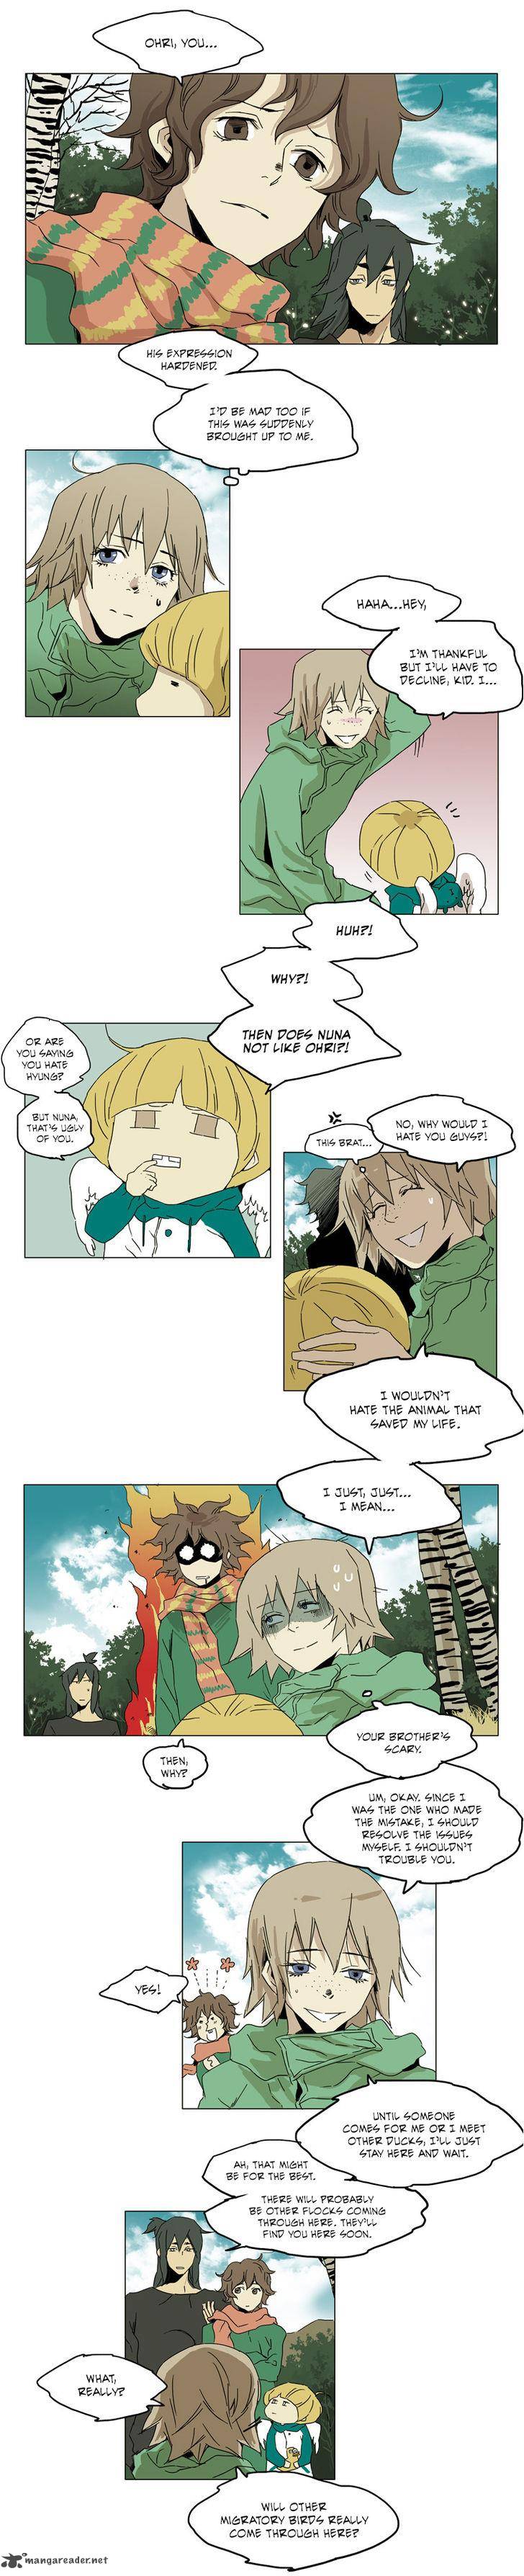 OHRI, YOU...
HIS EXPRESSION
HARDENED.
I'D BE MAD TOO IF
THIS WAS SUDDENLY
BROUGHT UP TO ME.
HAHA...HEY,
I'M THANKFUL
BUT I'LL HAVE TO
DECLINE, KID. I...
HUH?!
WHY?!
THEN DOES NUNA
NOT LIKE OHRI?!
OR ARE
YOU SAYING
YOU HATE
HYUNG?
BUT NUNA,
THAT'S UGLY
OF YOU.
THIS BRAT...
NO, WHY WOULD I
HATE YOU GUYS?!
I WOULDN'T
HATE THE ANIMAL THAT
SAVED MY LIFE.
I JUST, JUST...
I MEAN...
YOUR BROTHER'S
SCARY.
THEN,
WHY?
UM, OKAY. SINCE I
WAS THE ONE WHO MADE
THE MISTAKE, I SHOULD
RESOLVE THE ISSUES
MYSELF. I SHOULDN'T
TROUBLE YOU.
YES!
UNTIL SOMEONE
COMES FOR ME OR I MEET
OTHER DUCKS, I'LL JUST
STAY HERE AND WAIT.
AH, THAT MIGHT
BE FOR THE BEST.
THERE WILL PROBABLY
BE OTHER FLOCKS COMING
THROUGH HERE. THEY'LL
FIND YOU HERE SOON.
WHAT,
REALLY?
WILL OTHER
MIGRATORY BIRDS REALLY
COME THROUGH HERE?
mangareader.net